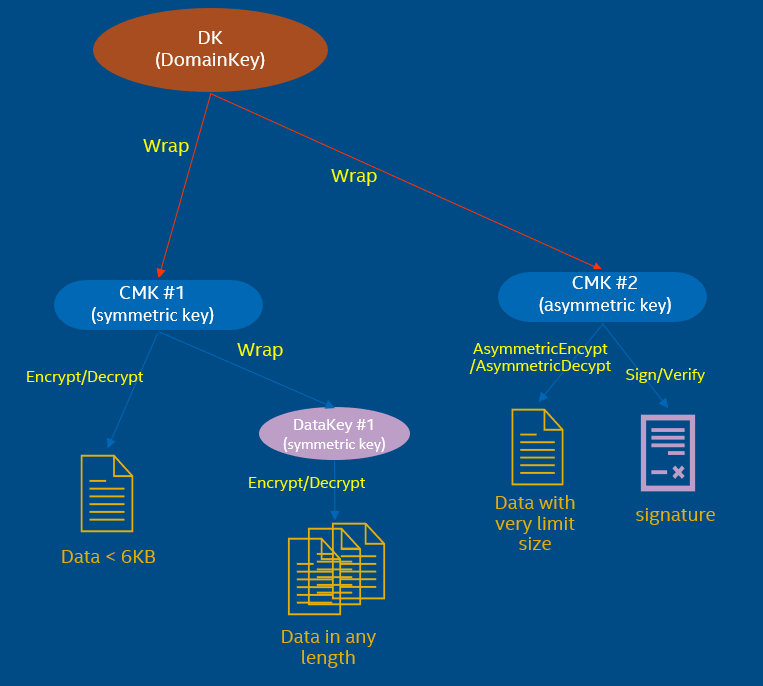 DK
(DomainKey)
Wrap
Wrap
CMK #1
(symmetric key)
CMK #2
(asymmetric key)
Encrypt/Decrypt
Wrap
AsymmetricEncypt
/AsymmetricDecypt
Sign/Verify
DataKey #1
(symmetric key)
Encrypt/Decrypt
Data < 6KB
Data with
very limit
size
signature
Data in any
length